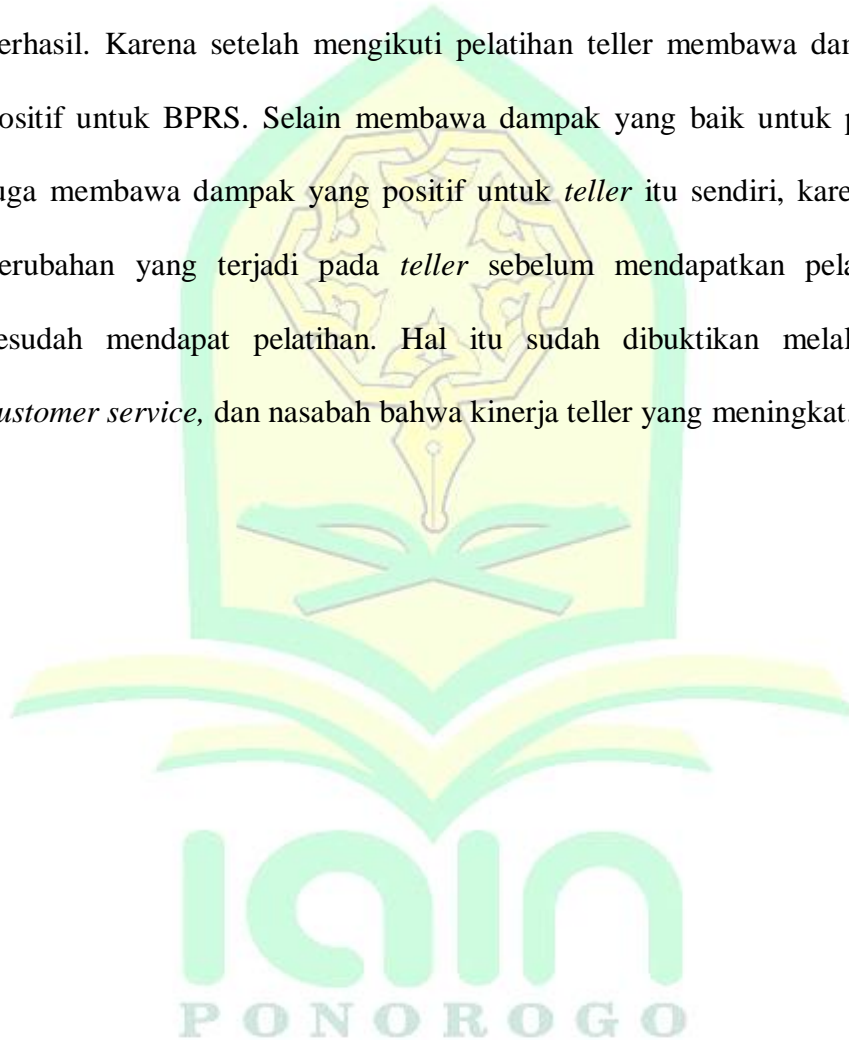 erhasil. Karena setelah mengikuti pelatihan teller membawa dam
ositif untuk BPRS. Selain membawa dampak yang baik untuk p
uga membawa dampak yang positif untuk teller itu sendiri, kare
erubahan yang terjadi pada teller sebelum mendapatkan pela
esudah mendapat pelatihan. Hal itu sudah dibuktikan melal
ustomer service, dan nasabah bahwa kinerja teller yang meningkat.
iain
PONOROGO